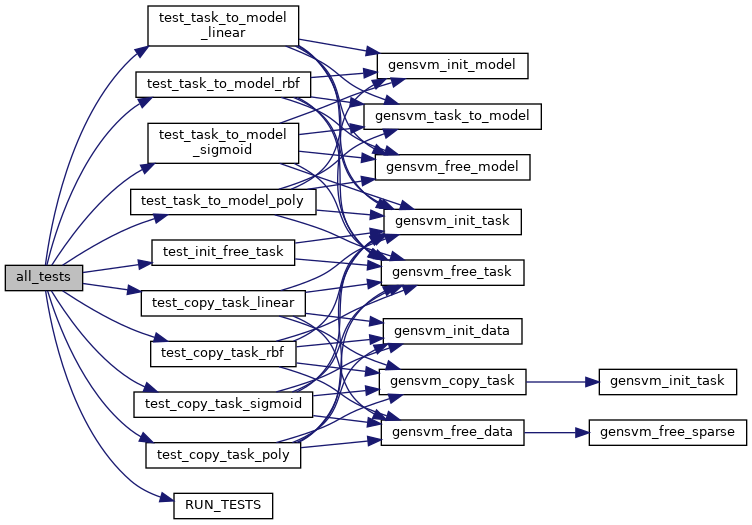 all_tests
test_task_to_model
_linear
test_task_to_model_rbf
test_task_to_model
_sigmoid
test_task_to_model_poly
test_init_free_task
test_copy_task_linear
test_copy_task_rbf
test_copy_task_sigmoid
test_copy_task_poly
RUN_TESTS
gensvm_init_model
gensvm_task_to_model
gensvm_free_model
gensvm_init_task
gensvm_free_task
gensvm_init_data
gensvm_copy_task
gensvm_free_data
gensvm_init_task
gensvm_free_sparse